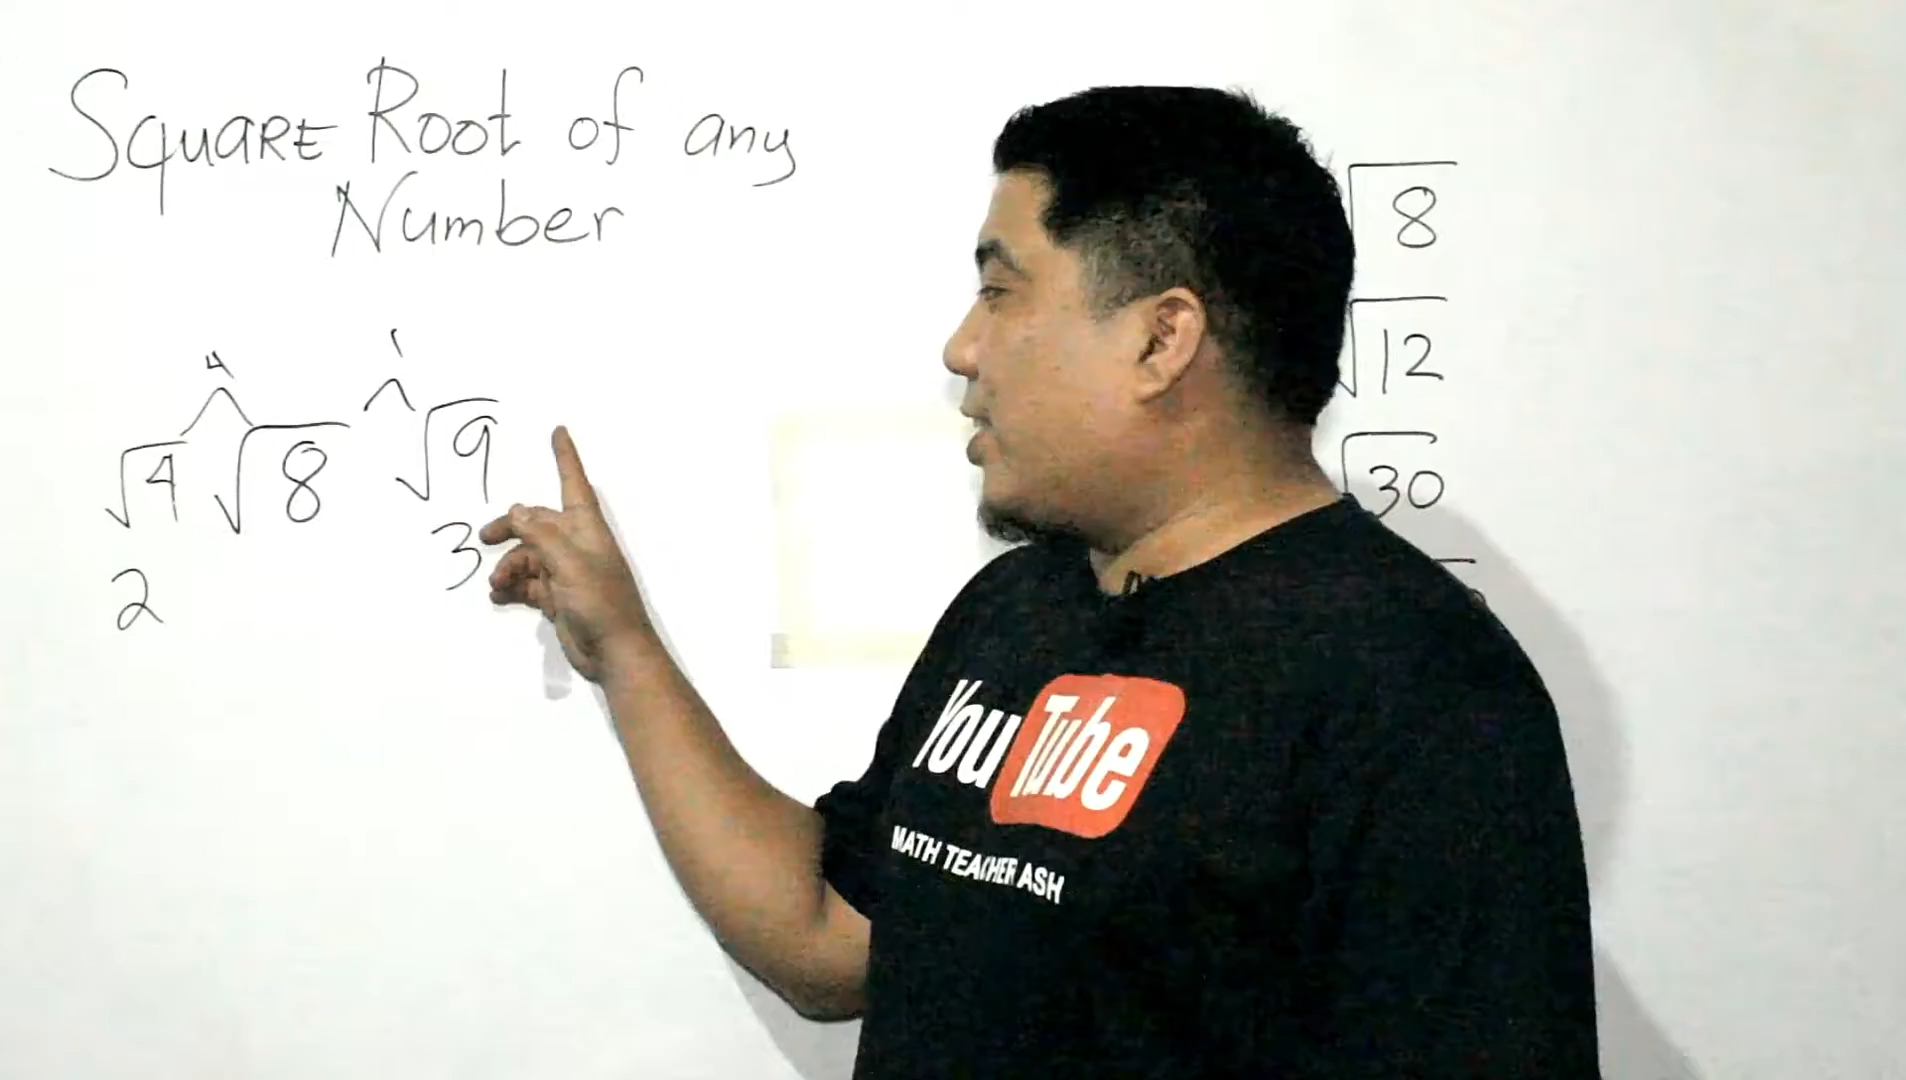 Square Root of any
Number
4 1
√4 √8 √9
2 3
√8
√12
√30
YouTube
MATH TEACHER ASH